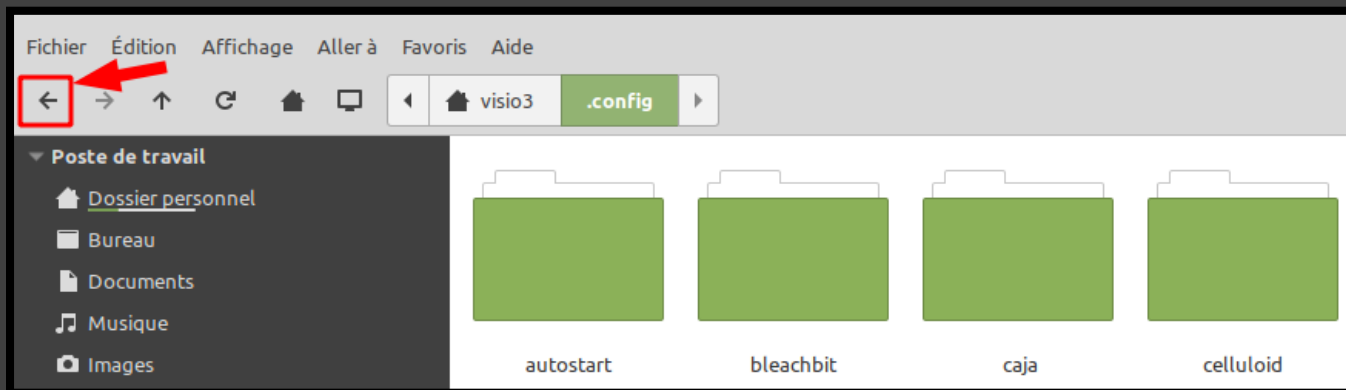 Fichier Édition Affichage Aller à Favoris Aide
visio3 .config
Poste de travail
Dossier personnel
Bureau
Documents
Musique
Images
autostart bleachbit caja celluloid